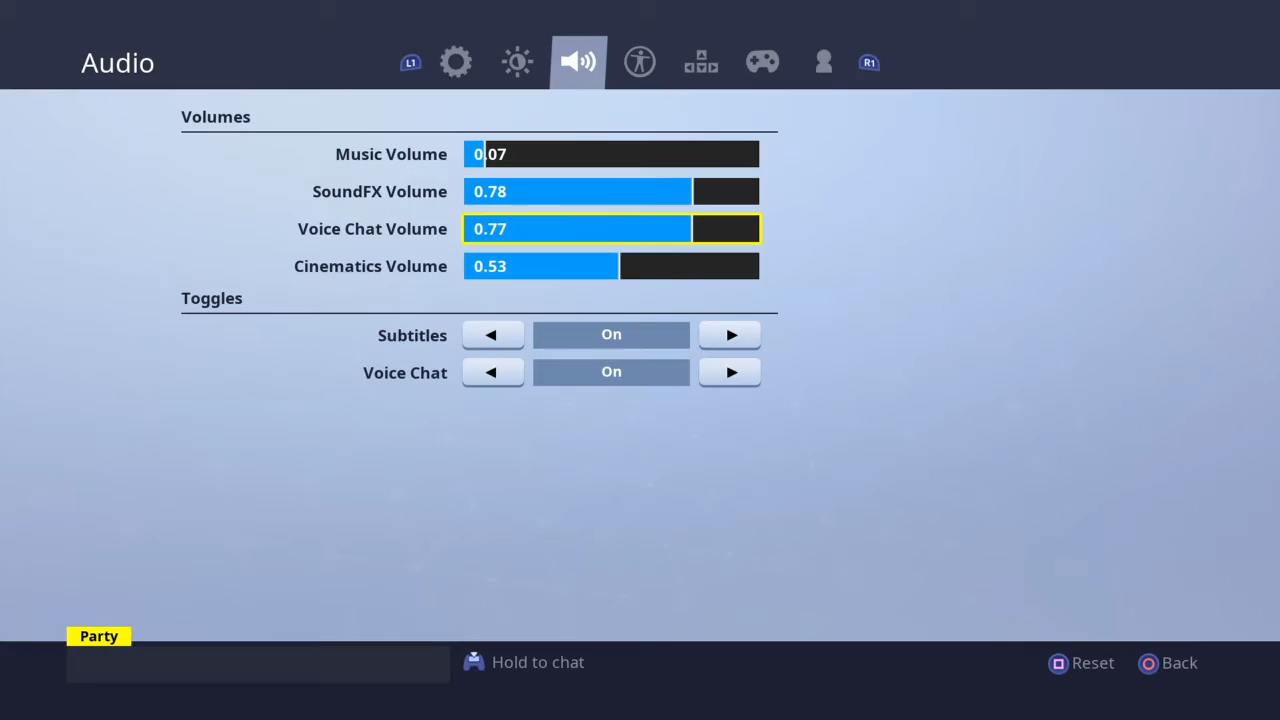 Audio
L1
R1
Volumes
Music Volume 0.07
SoundFX Volume 0.78
Voice Chat Volume 0.77
Cinematics Volume 0.53
Toggles
Subtitles On
Voice Chat On
Party
Hold to chat
Reset
Back